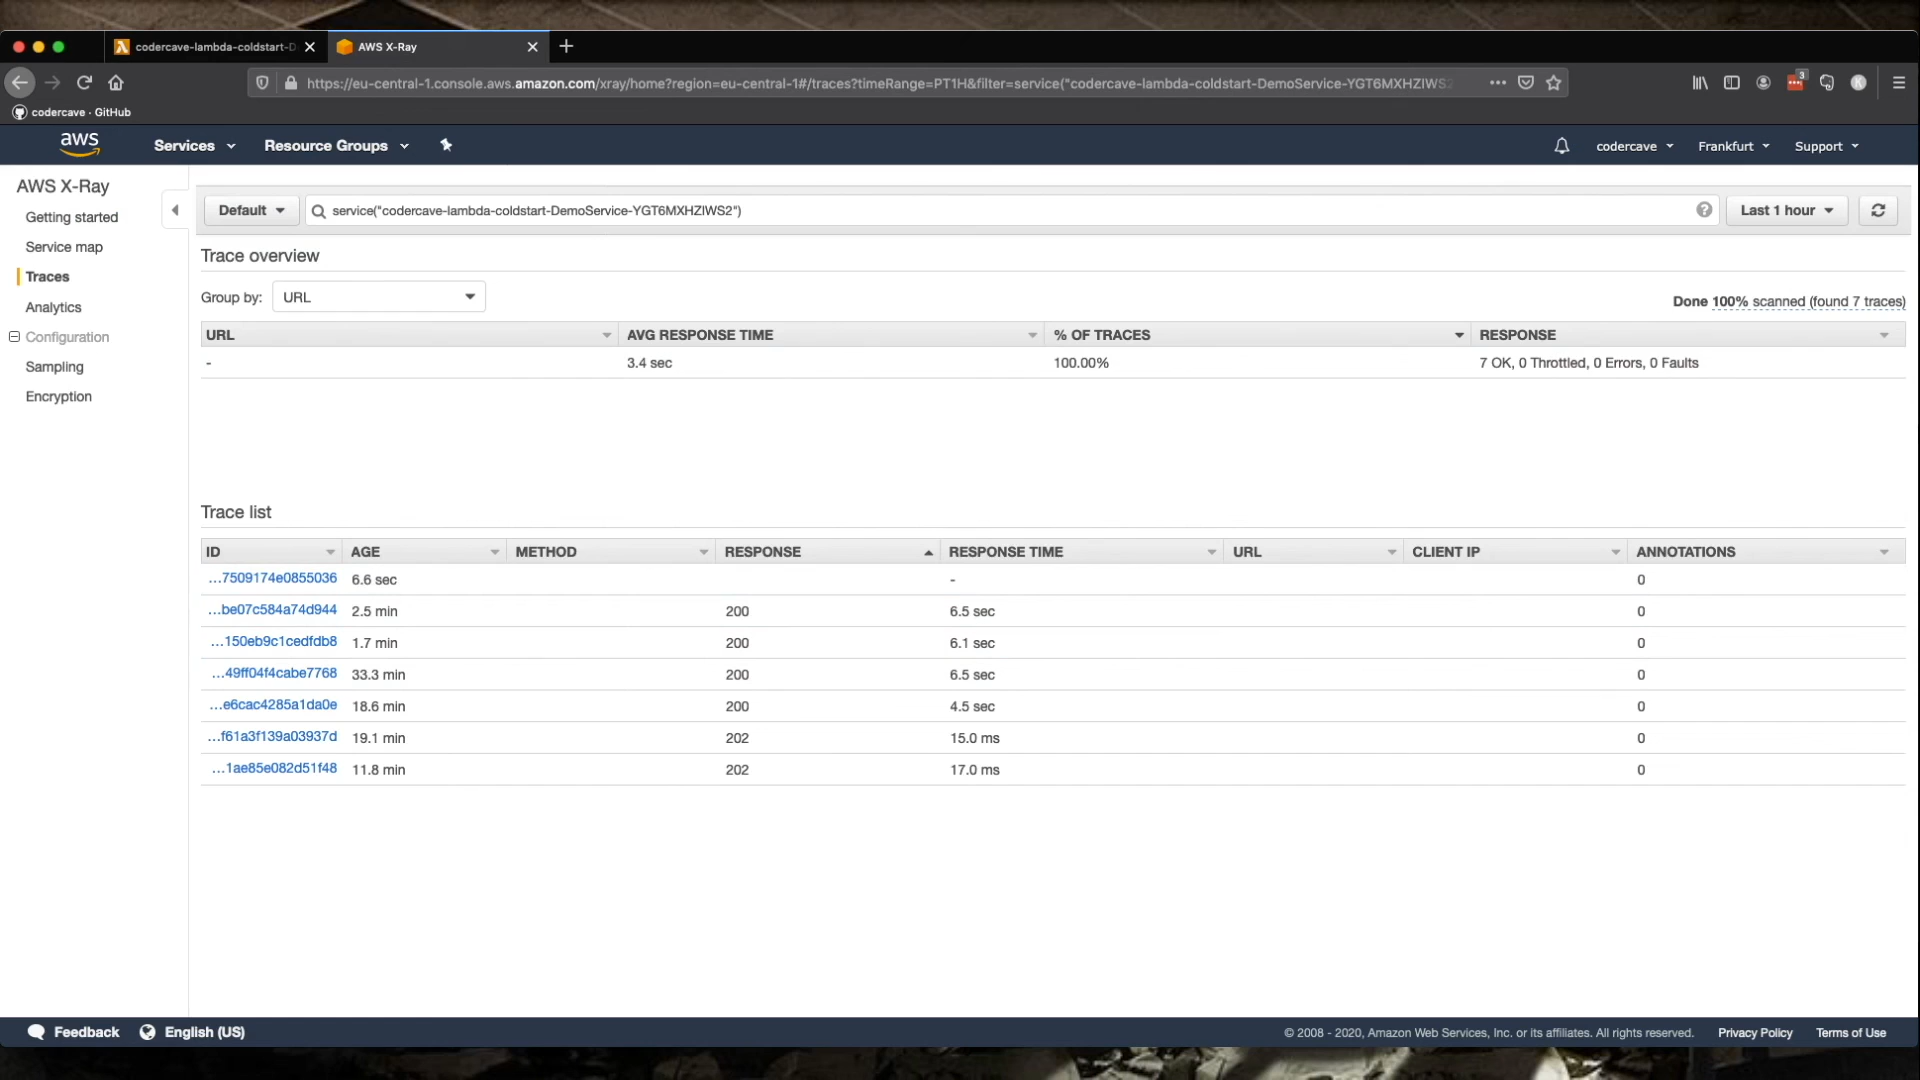 codercave-lambda-coldstart-D
AWS X-Ray
https://eu-central-1.console.aws.amazon.com/xray/home?region=eu-central-1#/traces?timeRange=PT1H&filter=service("codercave-lambda-coldstart-DemoService-YGT6MXHZIWS2
3
K
codercave · GitHub
aws
Services
Resource Groups
codercave
Frankfurt
Support
AWS X-Ray
Getting started
Service map
Traces
Analytics
Configuration
Sampling
Encryption
Default
service("codercave-lambda-coldstart-DemoService-YGT6MXHZIWS2")
Last 1 hour
Trace overview
Group by: URL
Done 100% scanned (found 7 traces)
URL AVG RESPONSE TIME % OF TRACES RESPONSE
- 3.4 sec 100.00% 7 OK, 0 Throttled, 0 Errors, 0 Faults
Trace list
ID AGE METHOD RESPONSE RESPONSE TIME URL CLIENT IP ANNOTATIONS
...7509174e0855036 6.6 sec - 0
...be07c584a74d944 2.5 min 200 6.5 sec 0
...150eb9c1cedfdb8 1.7 min 200 6.1 sec 0
...49ff04f4cabe7768 33.3 min 200 6.5 sec 0
...e6cac4285a1da0e 18.6 min 200 4.5 sec 0
...f61a3f139a03937d 19.1 min 202 15.0 ms 0
...1ae85e082d51f48 11.8 min 202 17.0 ms 0
Feedback
English (US)
© 2008 - 2020, Amazon Web Services, Inc. or its affiliates. All rights reserved.
Privacy Policy
Terms of Use